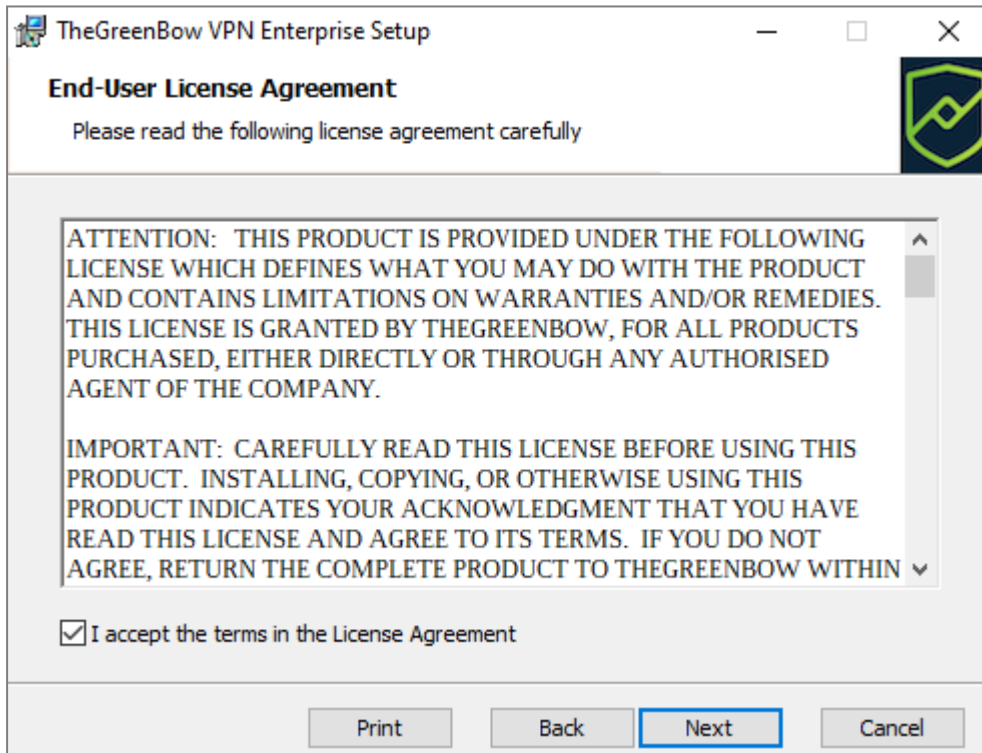 TheGreenBow VPN Enterprise Setup
End-User License Agreement
Please read the following license agreement carefully
ATTENTION:   THIS PRODUCT IS PROVIDED UNDER THE FOLLOWING
LICENSE WHICH DEFINES WHAT YOU MAY DO WITH THE PRODUCT
AND CONTAINS LIMITATIONS ON WARRANTIES AND/OR REMEDIES.
THIS LICENSE IS GRANTED BY THEGREENBOW, FOR ALL PRODUCTS
PURCHASED, EITHER DIRECTLY OR THROUGH ANY AUTHORISED
AGENT OF THE COMPANY.
IMPORTANT:  CAREFULLY READ THIS LICENSE BEFORE USING THIS
PRODUCT.  INSTALLING, COPYING, OR OTHERWISE USING THIS
PRODUCT INDICATES YOUR ACKNOWLEDGMENT THAT YOU HAVE
READ THIS LICENSE AND AGREE TO ITS TERMS.  IF YOU DO NOT
AGREE, RETURN THE COMPLETE PRODUCT TO THEGREENBOW WITHIN
I accept the terms in the License Agreement
Print Back Next Cancel